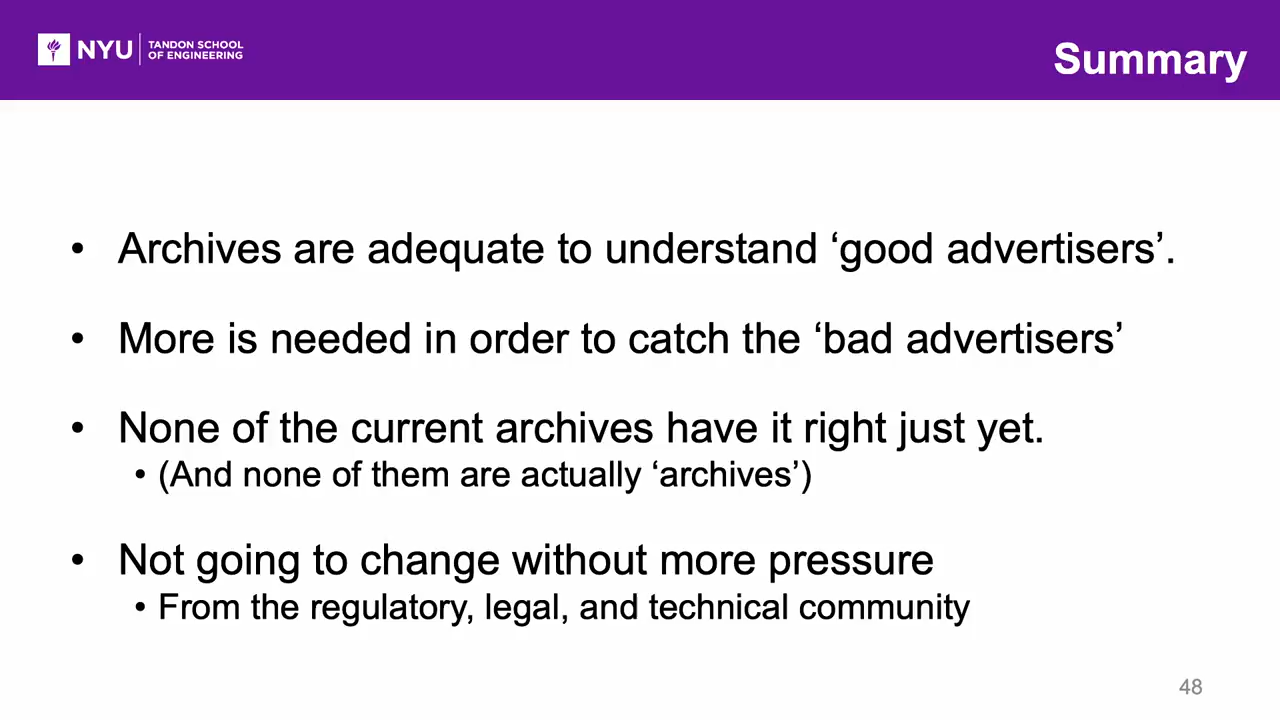 NYU
TANDON SCHOOL
OF ENGINEERING
Summary
• Archives are adequate to understand ‘good advertisers’.
• More is needed in order to catch the ‘bad advertisers’
• None of the current archives have it right just yet.
• (And none of them are actually ‘archives’)
• Not going to change without more pressure
• From the regulatory, legal, and technical community
48